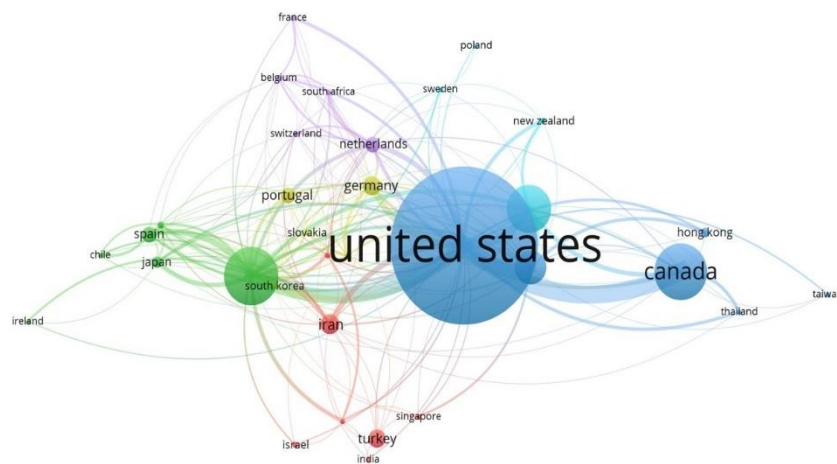 france
poland
belgium
sweden
south africa
new zealand
switzerland
netherlands
germany
portugal
slovakia
spain
united states
hong kong
chile
japan
canada
south korea
taiwa
thailand
ireland
iran
singapore
turkey
israel
india